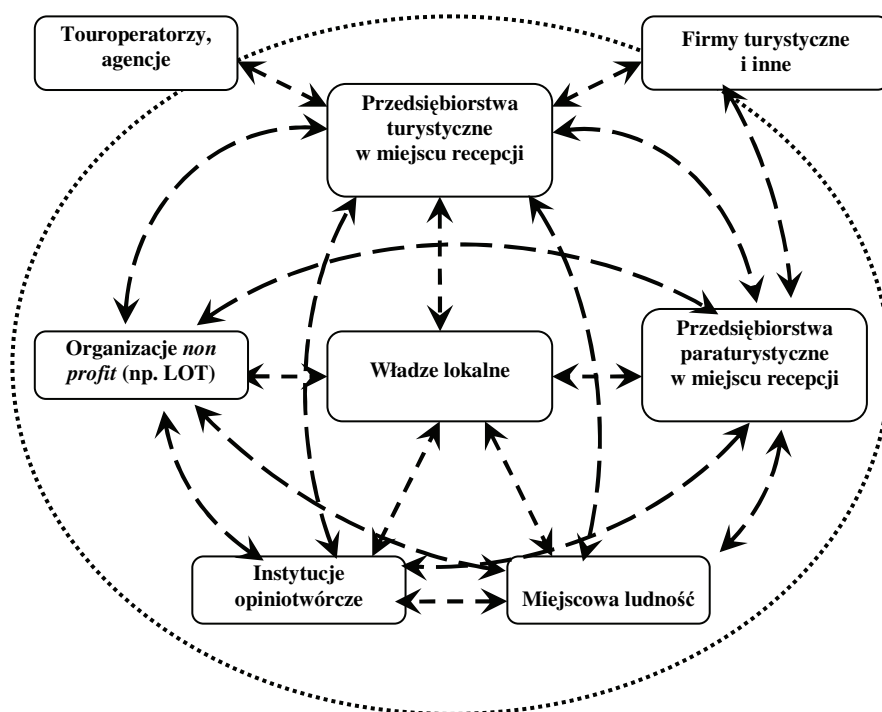 Touroperatorzy,
agencje
Firmy turystyczne
i inne
Przedsiębiorstwa
turystyczne
w miejscu recepcji
Organizacje non
profit (np. LOT)
Władze lokalne
Przedsiębiorstwa
paraturystyczne
w miejscu recepcji
Instytucje
opiniotwórcze
Miejscowa ludność